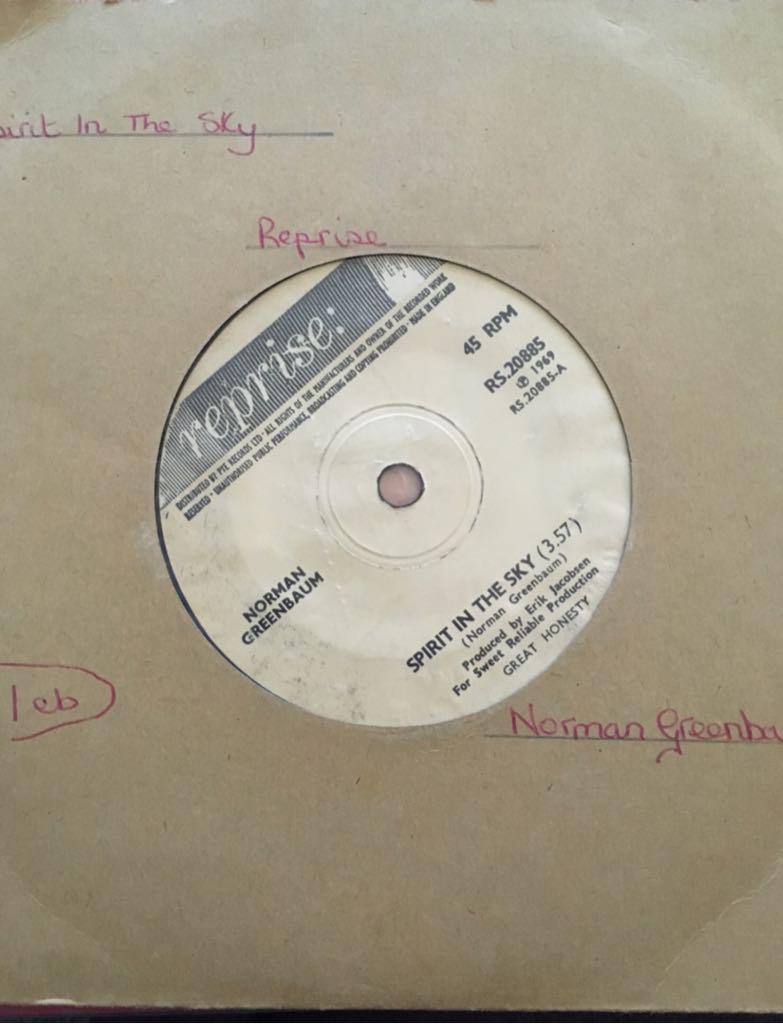 In The Sky
Reprise
reprise:
DISTRIBUTED BY PYE RECORDS LTD · ALL RIGHTS OF THE MANUFACTURERS AND OWNER OF THE RECORDED WORK
RESERVED · UNAUTHORISED PUBLIC PERFORMANCE, BROADCASTING AND COPYING PROHIBITED · MADE IN ENGLAND
45 RPM
RS.20885
℗ 1969
RS.20885-A
NORMAN
GREENBAUM
SPIRIT IN THE SKY (3.57)
(Norman Greenbaum)
Produced by Erik Jacobsen
For Sweet Reliable Production
GREAT HONESTY
Norman